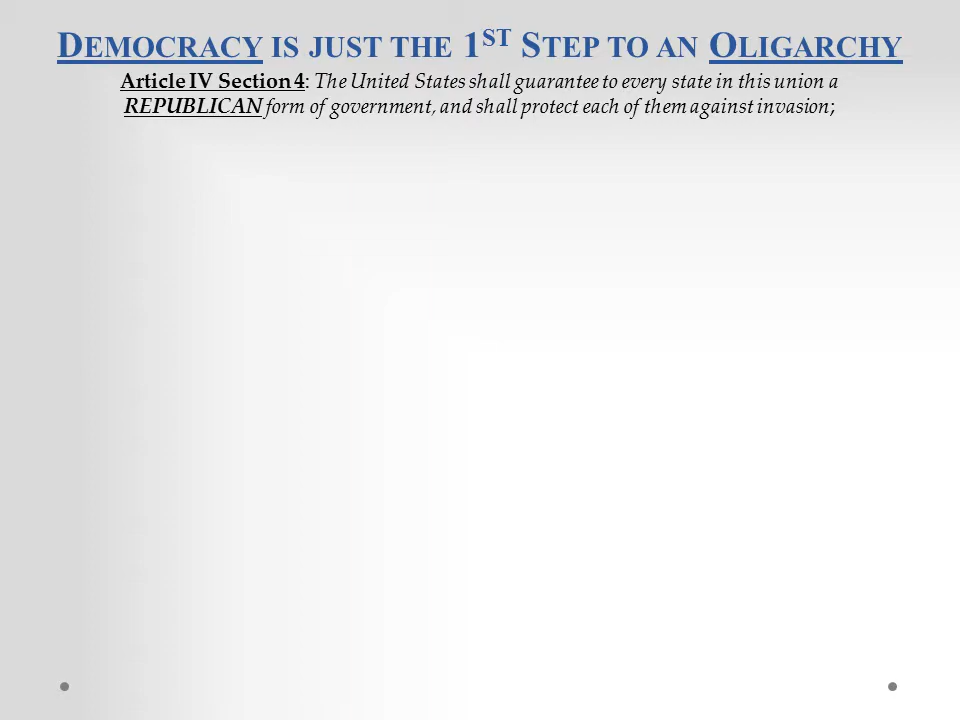 DEMOCRACY IS JUST THE 1ST STEP TO AN OLIGARCHY
Article IV Section 4: The United States shall guarantee to every state in this union a
REPUBLICAN form of government, and shall protect each of them against invasion;